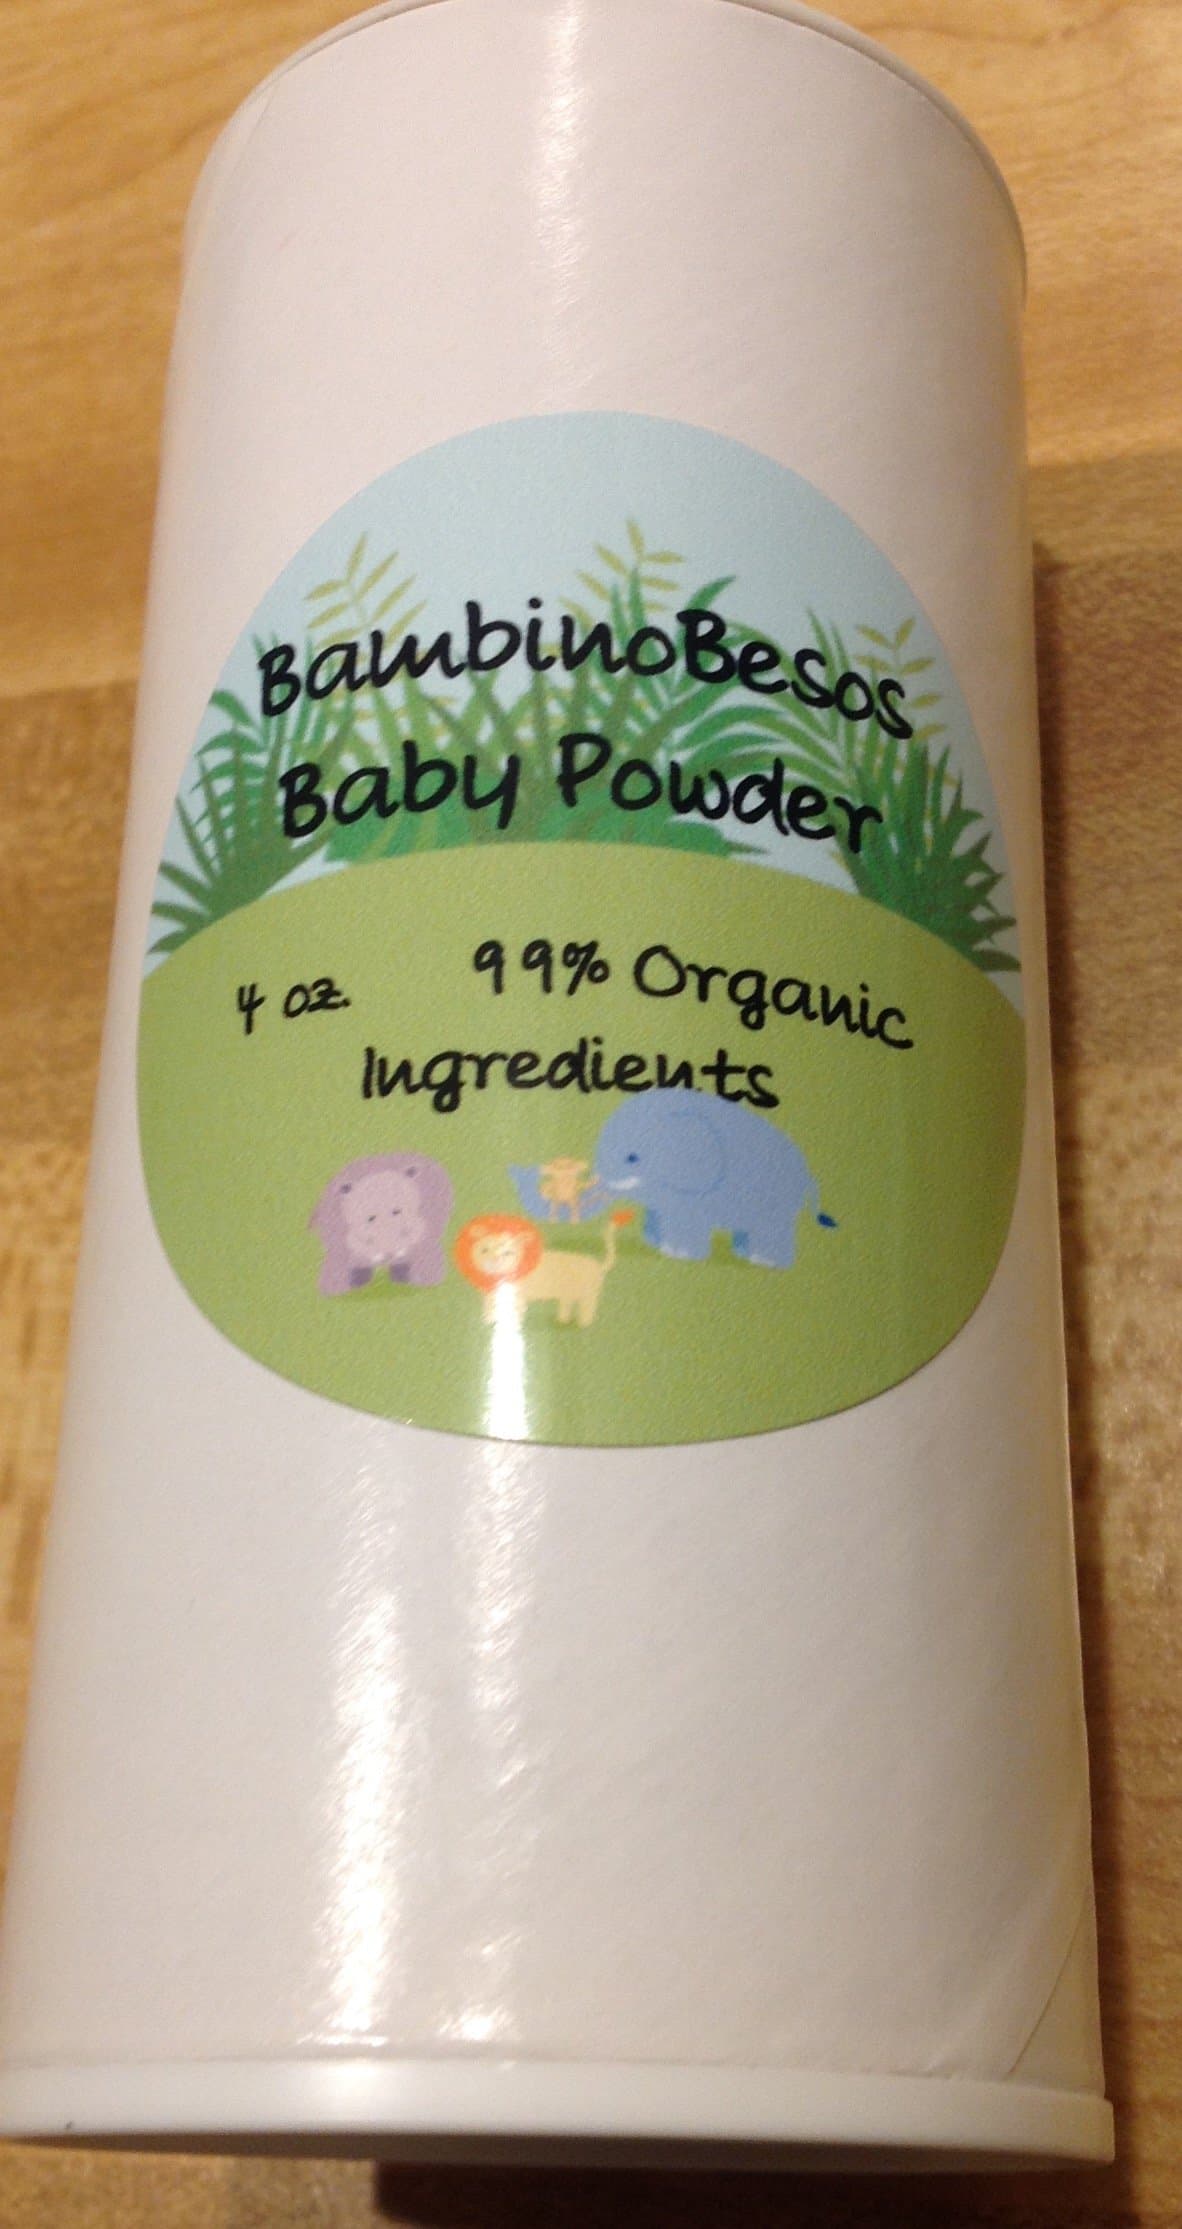 BambinoBesos
Baby Powder
4 oz. 99% Organic
Ingredients